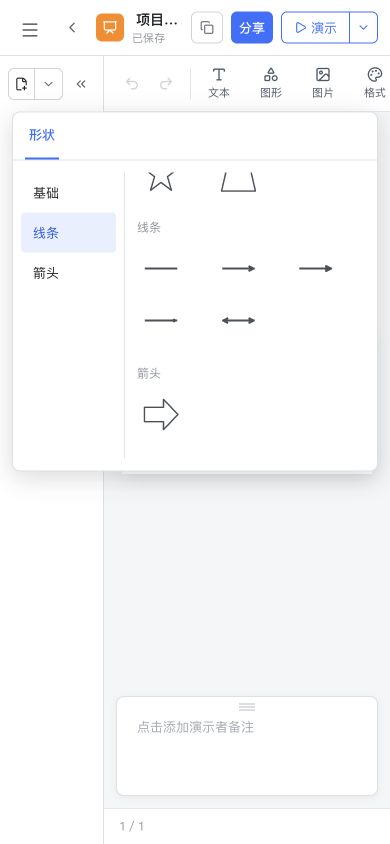 项目...
已保存
分享
演示
文本
图形
图片
格式
形状
基础
线条
箭头
线条
箭头
点击添加演示者备注
1 / 1